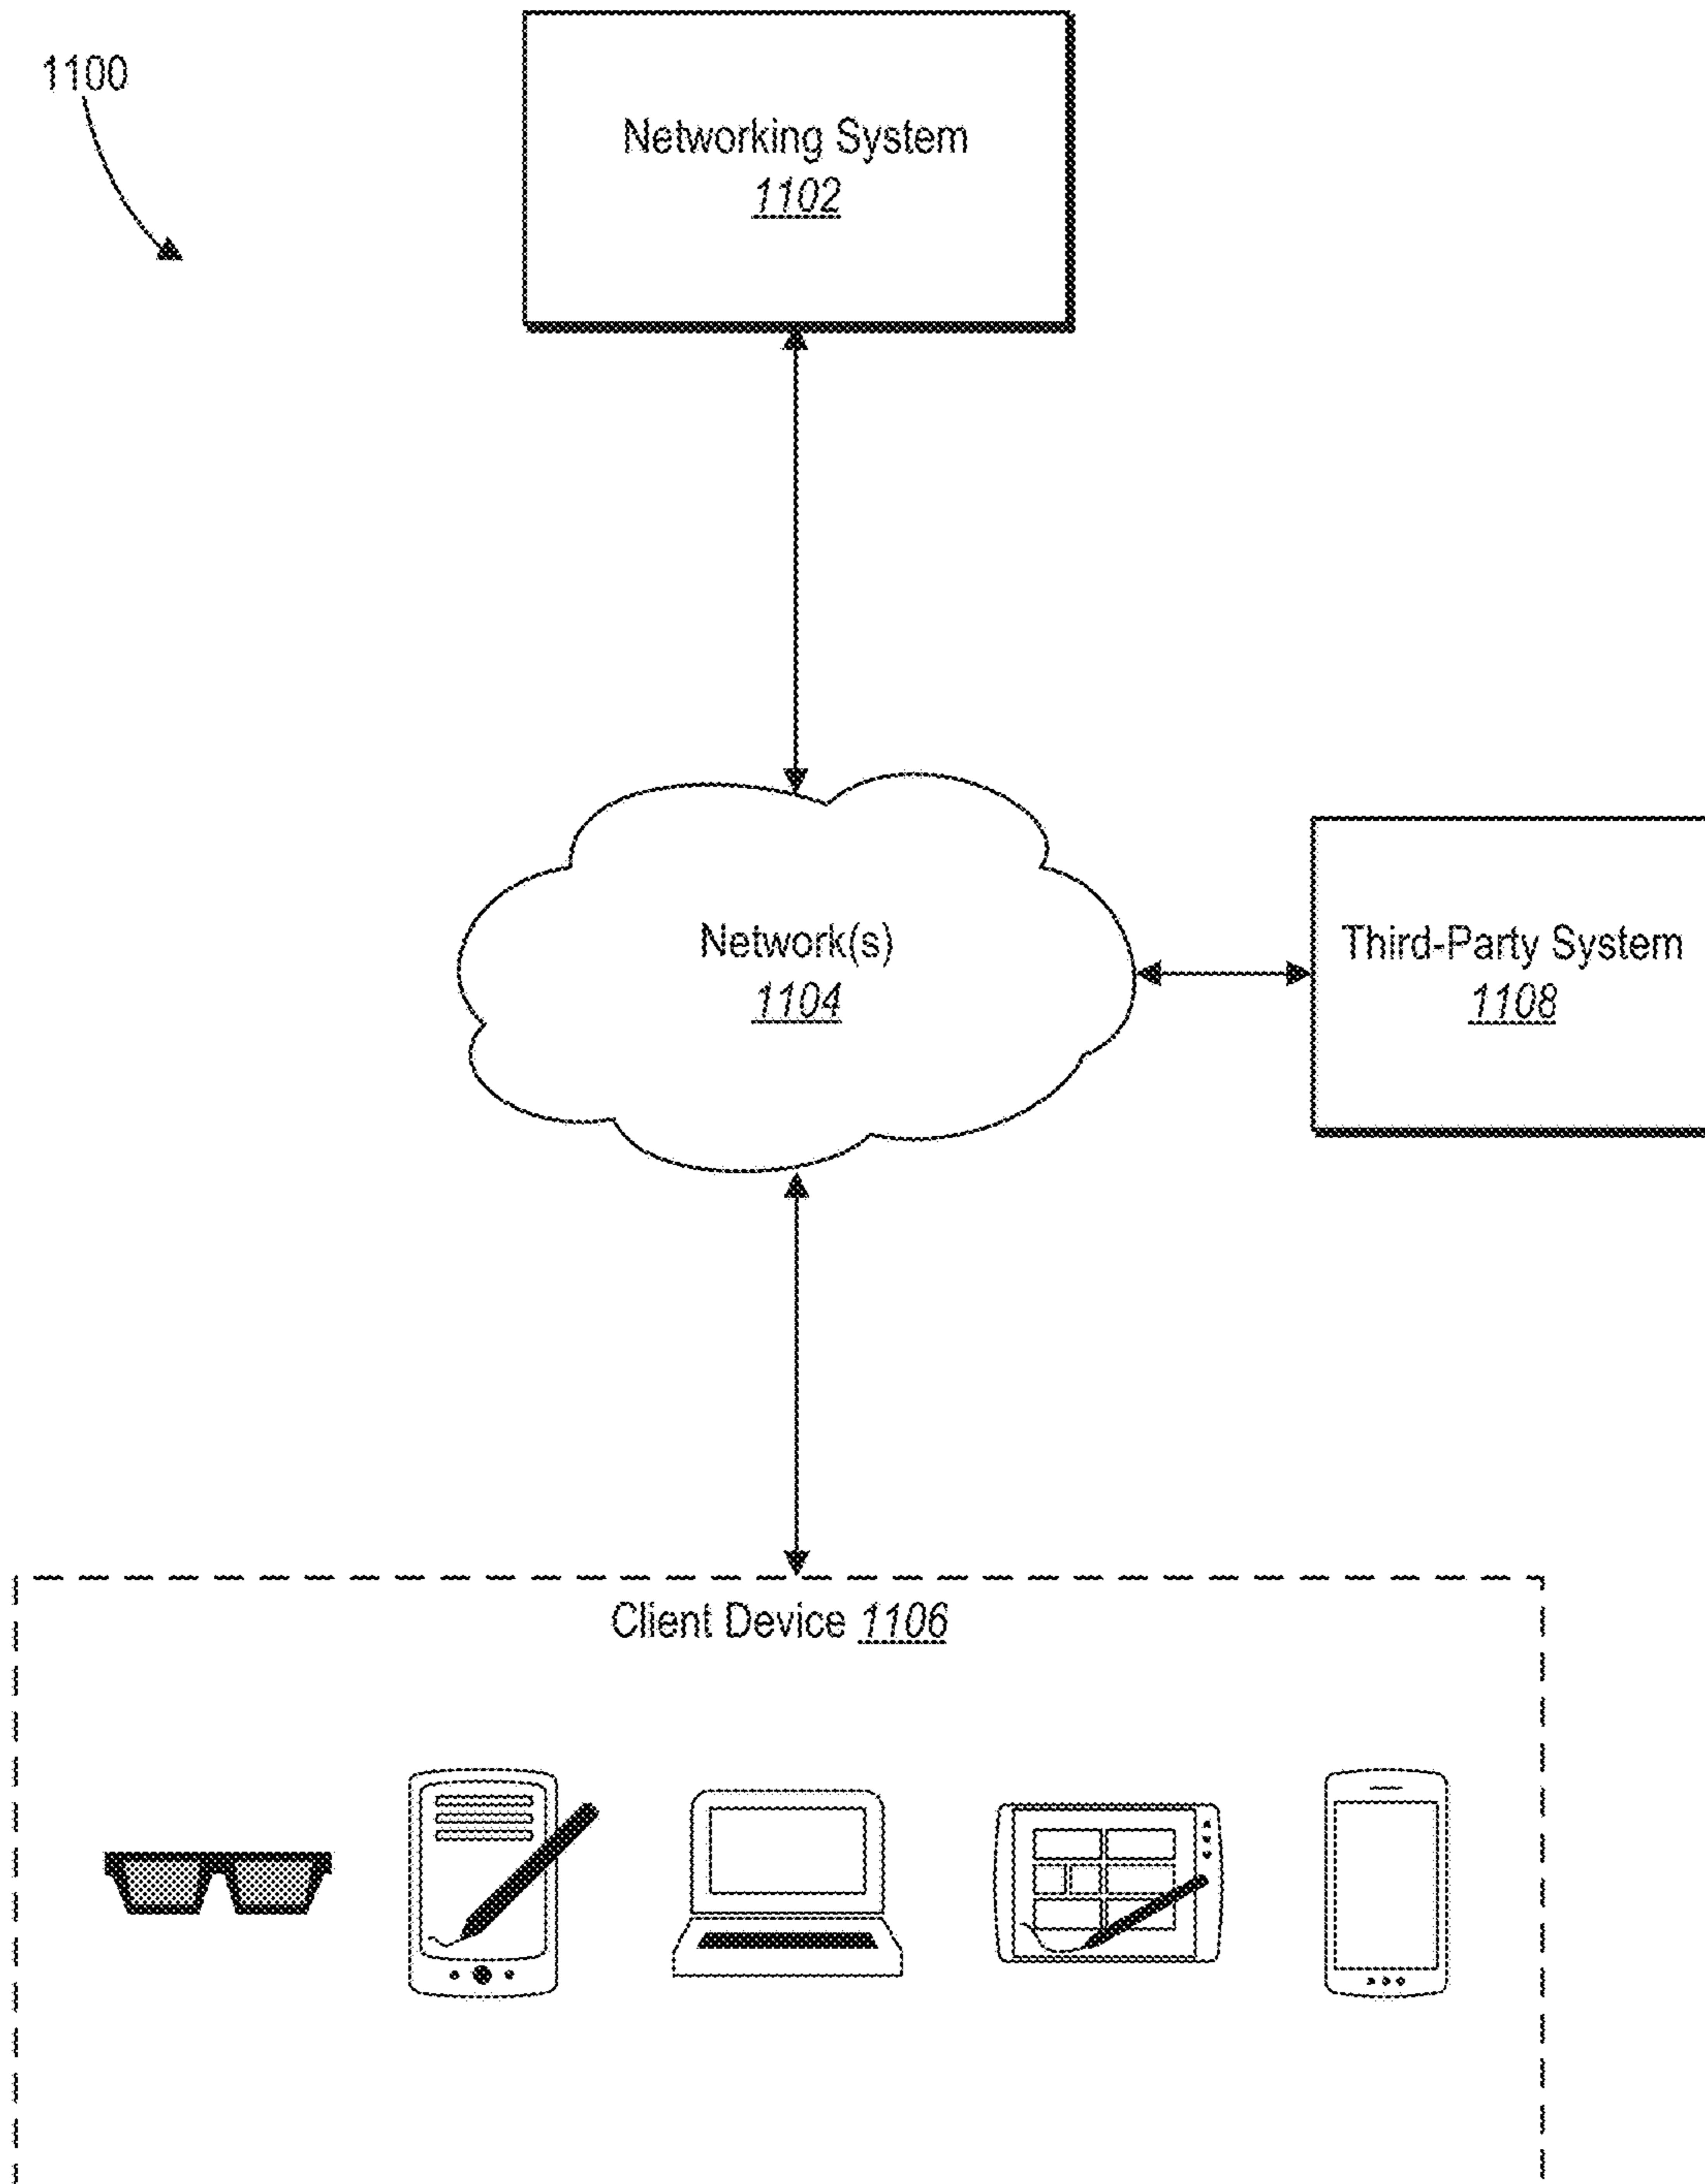 1100
Networking System
1102
Network(s)
1104
Third-Party System
1108
Client Device 1106